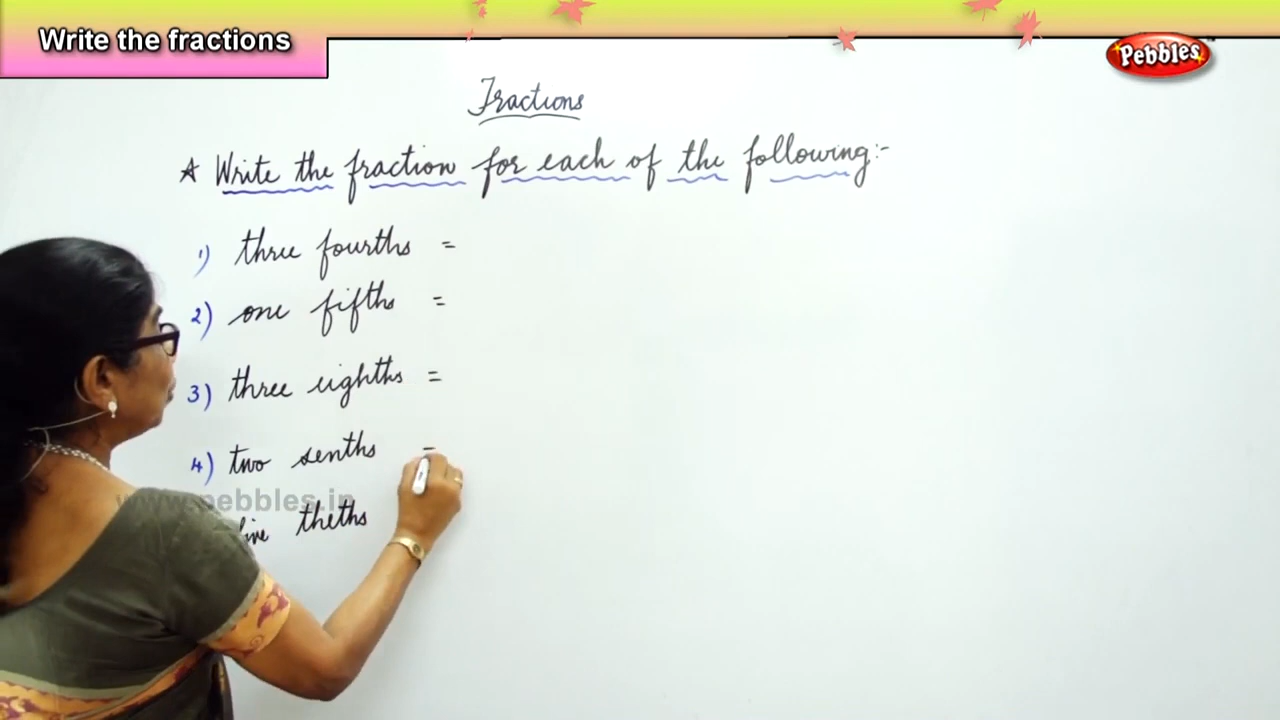 Write the fractions
Pebbles
Fractions
Write the fraction for each of the following:-
1) three fourths =
2) one fifths =
3) three eighths =
4) two senths =
www.pebbles.in
five theths